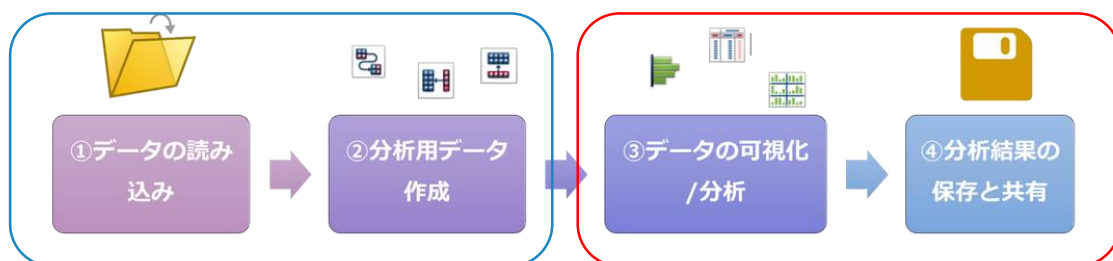 ①データの読み
込み
②分析用データ
作成
③データの可視化
/分析
④分析結果の
保存と共有